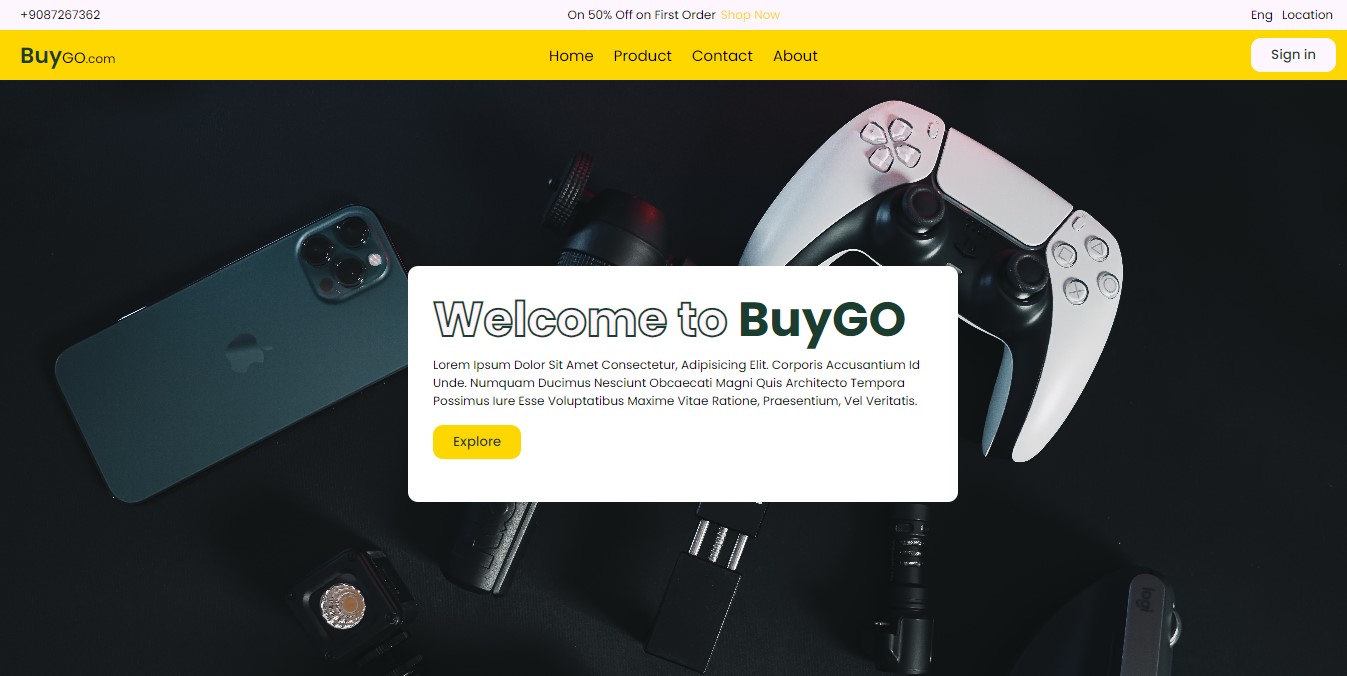 +9087267362
On 50% Off on First Order Shop Now
Eng Location
BuyGO.com
Home Product Contact About
Sign in
Welcome to BuyGO
Lorem Ipsum Dolor Sit Amet Consectetur, Adipisicing Elit. Corporis Accusantium Id
Unde. Numquam Ducimus Nesciunt Obcaecati Magni Quis Architecto Tempora
Possimus Iure Esse Voluptatibus Maxime Vitae Ratione, Praesentium, Vel Veritatis.
Explore
logi